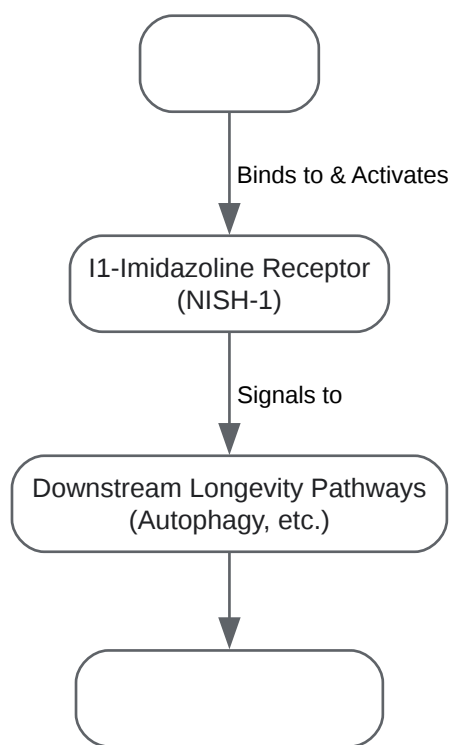 Binds to & Activates
I1-Imidazoline Receptor
(NISH-1)
Signals to
Downstream Longevity Pathways
(Autophagy, etc.)